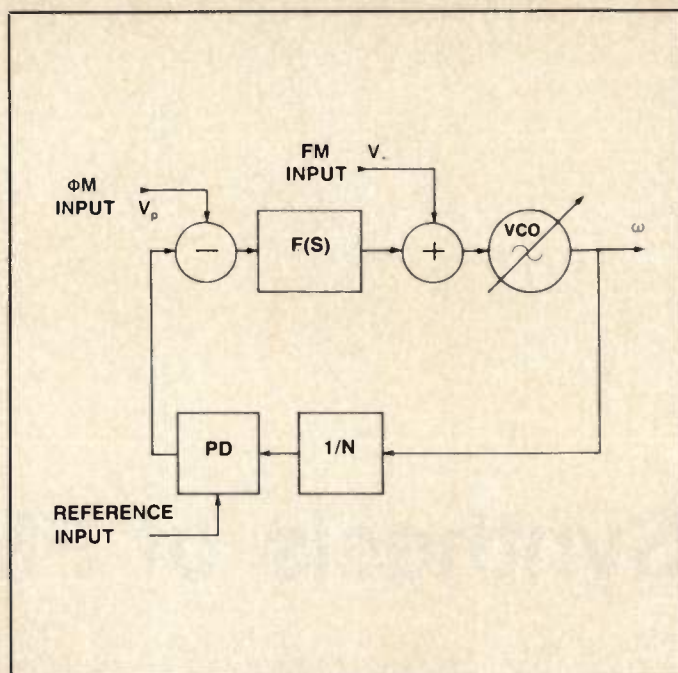 FM V
INPUT
ΦM
INPUT Vp
F(S)
VCO
ω
−
+
PD
1/N
REFERENCE
INPUT